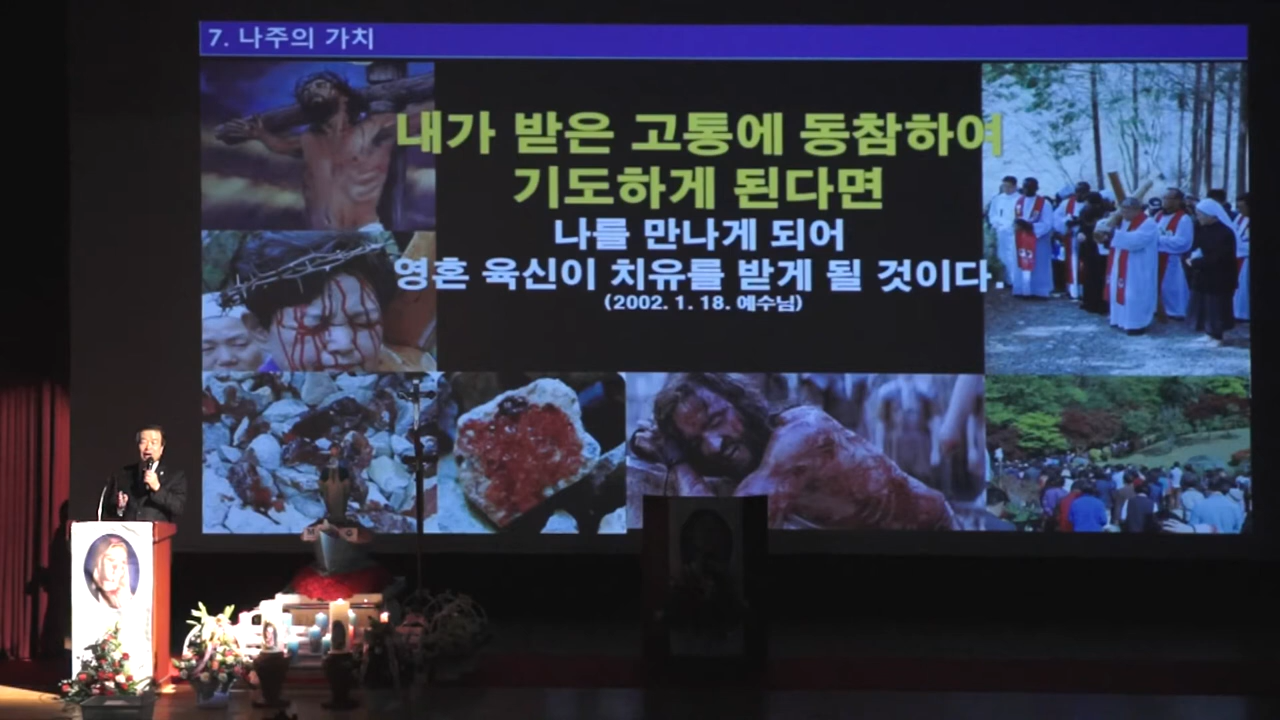 7. 나주의 가치
내가 받은 고통에 동참하여
기도하게 된다면
나를 만나게 되어
영혼 육신이 치유를 받게 될 것이다.
(2002. 1. 18. 예수님)